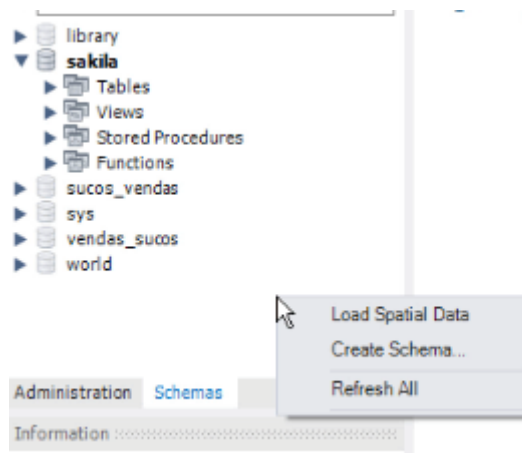 library
sakila
Tables
Views
Stored Procedures
Functions
sucos_vendas
sys
vendas_sucos
world
Load Spatial Data
Create Schema...
Refresh All
Administration Schemas
Information